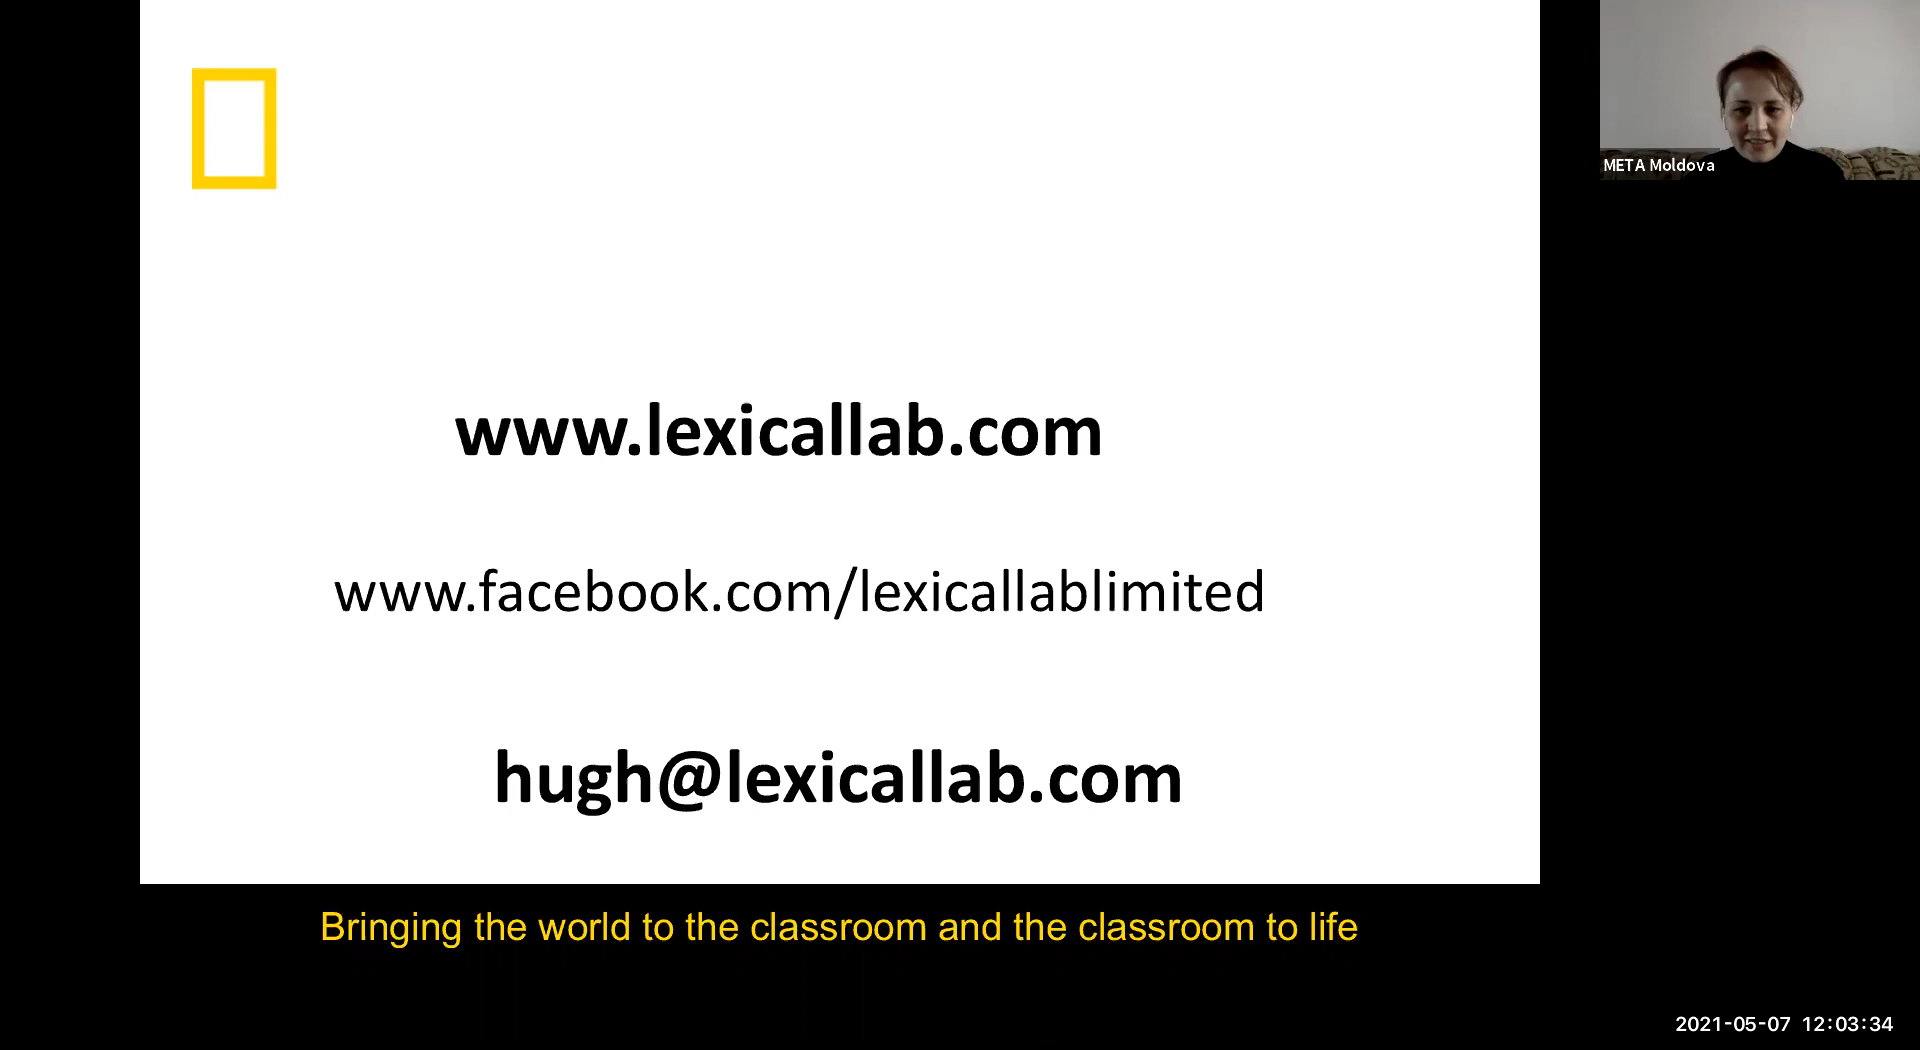 META Moldova
www.lexicallab.com
www.facebook.com/lexicallablimited
hugh@lexicallab.com
Bringing the world to the classroom and the classroom to life
2021-05-07 12:03:34